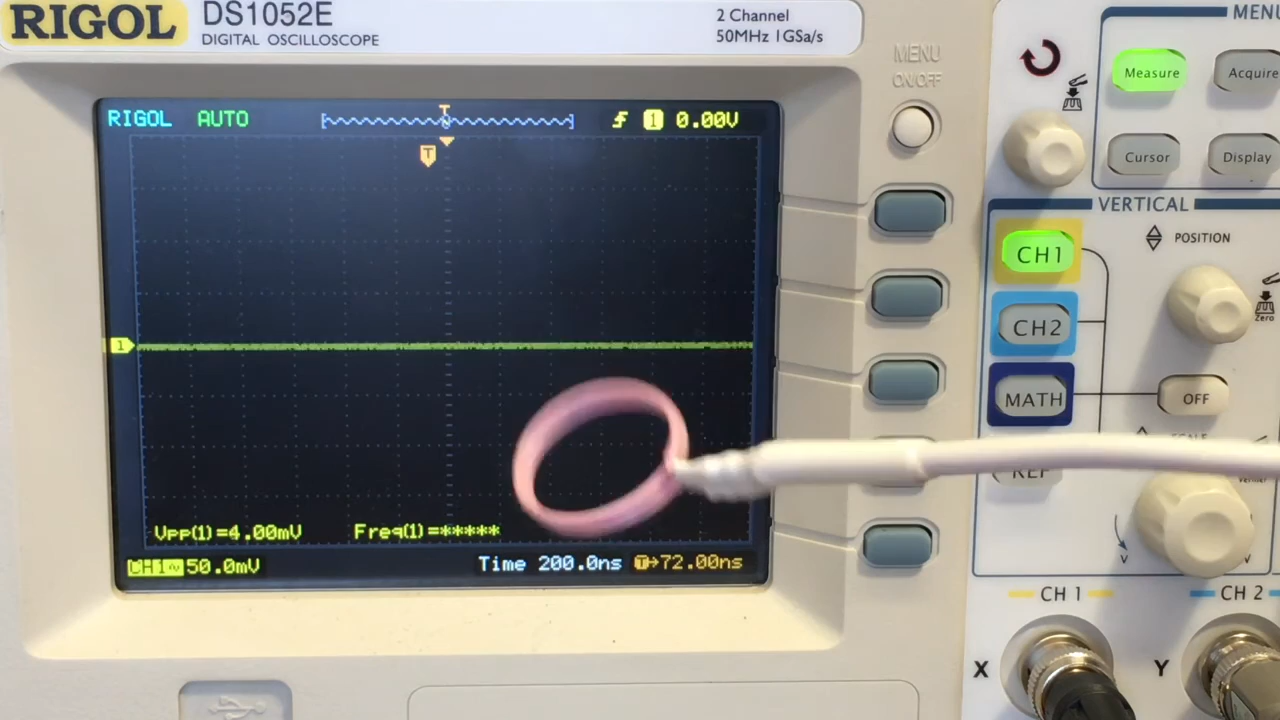 RIGOL DS1052E
DIGITAL OSCILLOSCOPE
2 Channel
50MHz 1GSa/s
MENU
ON/OFF
MENU
Measure
Acquire
Cursor
Display
RIGOL AUTO
T
1 0.00V
T
1
Vpp(1)=4.00mV Freq(1)=*****
CH1~ 50.0mV
Time 200.0ns T→72.00ns
VERTICAL
CH1
POSITION
CH2
Zero
MATH
OFF
REF
V
V
CH 1
CH 2
X
Y